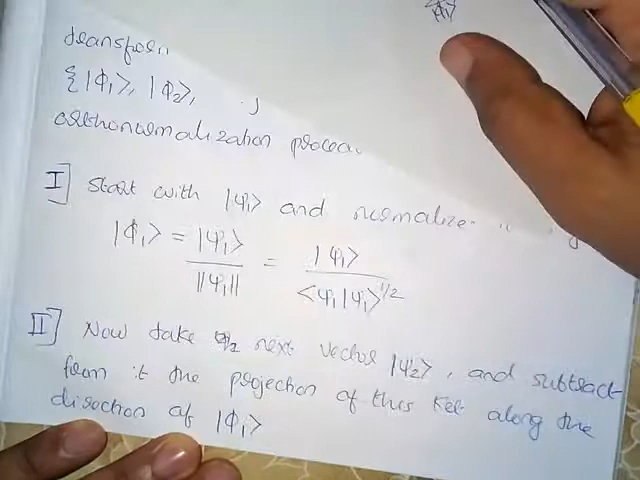 transform
{|Φ₁⟩, |Φ₂⟩,
orthonormalization process
I] Start with |ψ₁⟩ and normalize
|Φ₁⟩ = |ψ₁⟩ / ||ψ₁|| = |ψ₁⟩ / <ψ₁|ψ₁>^1/2
II] Now take next vector |ψ₂⟩, and subtract
from it the projection of this ket along the
direction of |Φ₁⟩